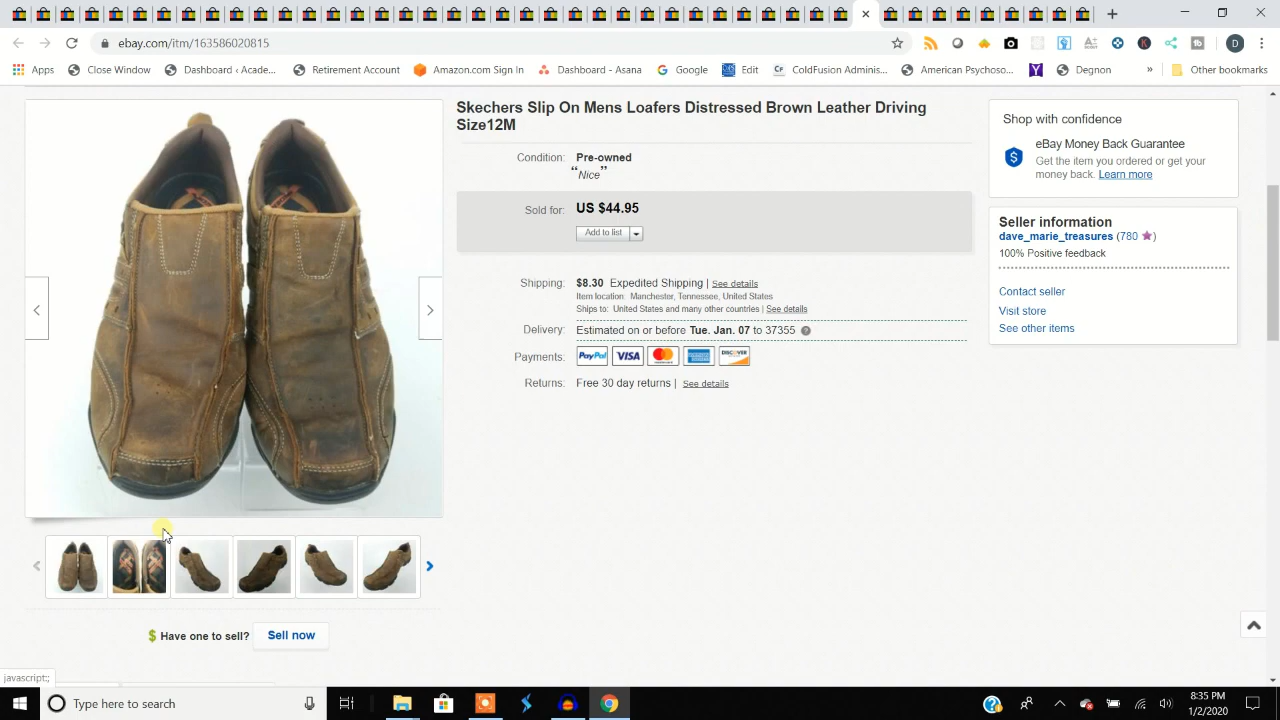 ebay.com/itm/163586020815
D
Apps
Close Window
Dashboard ‹ Acade...
Retirement Account
Amazon.com Sign In
Dashboard - Asana
Google
Edit
ColdFusion Adminis...
American Psychoso...
Degnon
»
Other bookmarks
Skechers Slip On Mens Loafers Distressed Brown Leather Driving
Size12M
Condition: Pre-owned
“Nice”
Sold for: US $44.95
Add to list
Shipping: $8.30 Expedited Shipping | See details
Item location: Manchester, Tennessee, United States
Ships to: United States and many other countries | See details
Delivery: Estimated on or before Tue. Jan. 07 to 37355
Payments: PayPal VISA MasterCard DISCOVER
Returns: Free 30 day returns | See details
Shop with confidence
eBay Money Back Guarantee
Get the item you ordered or get your
money back. Learn more
Seller information
dave_marie_treasures (780)
100% Positive feedback
Contact seller
Visit store
See other items
$ Have one to sell? Sell now
javascript:;
Type here to search
8:35 PM
1/2/2020